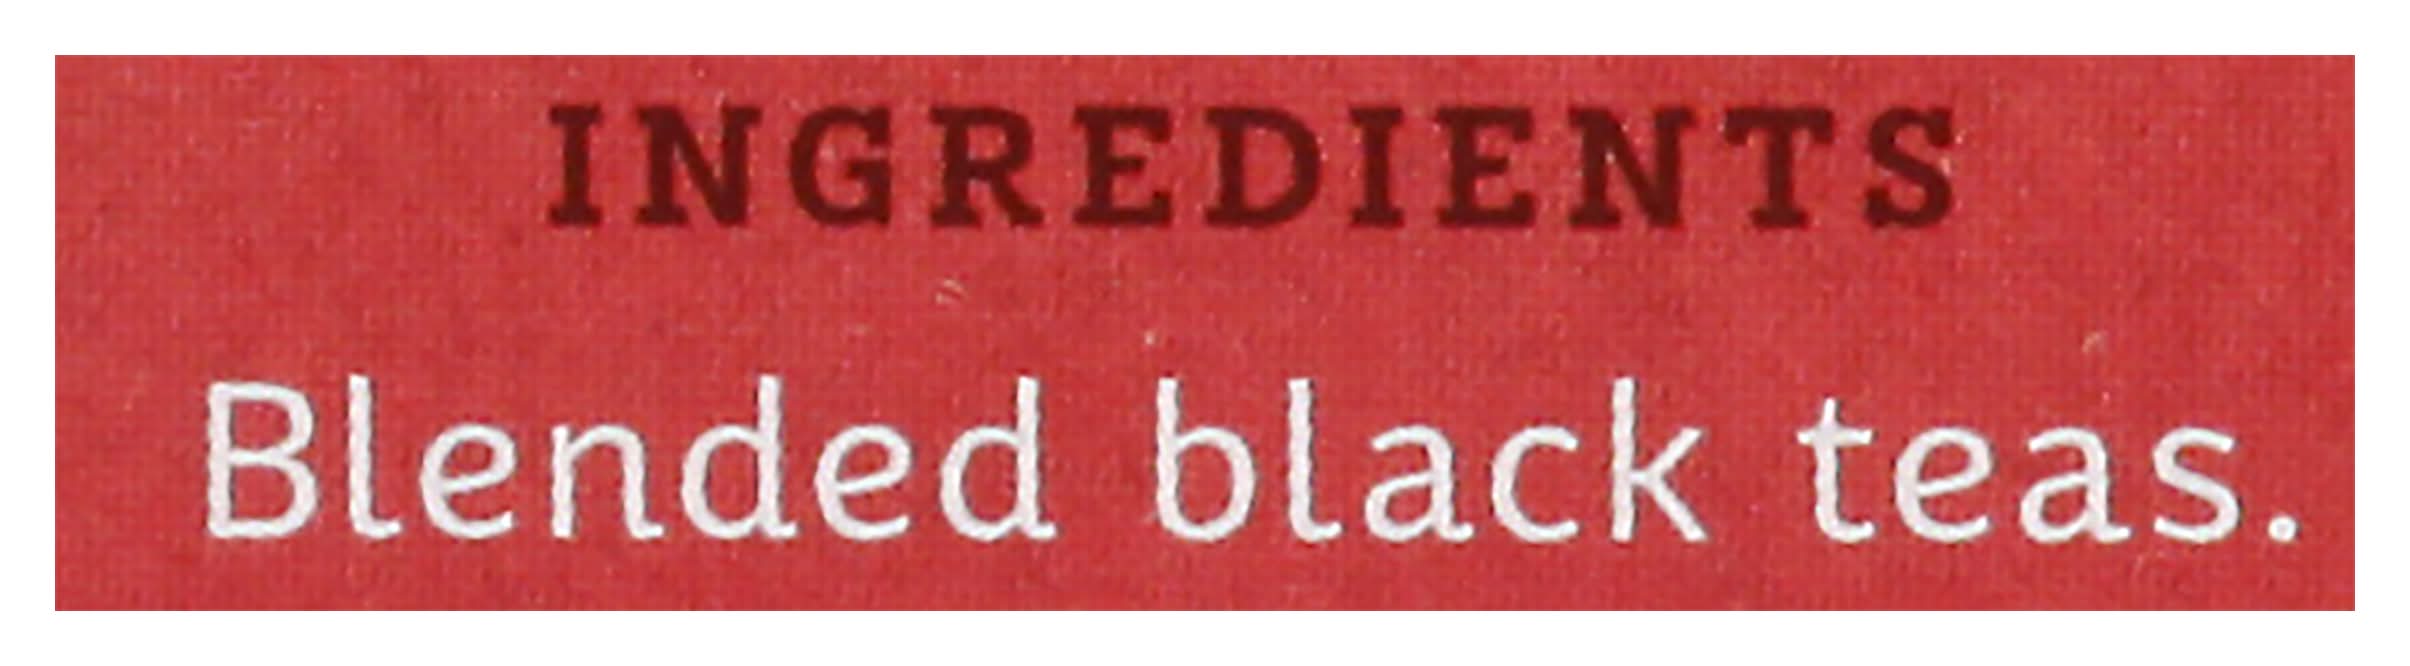 INGREDIENTS
Blended black teas.